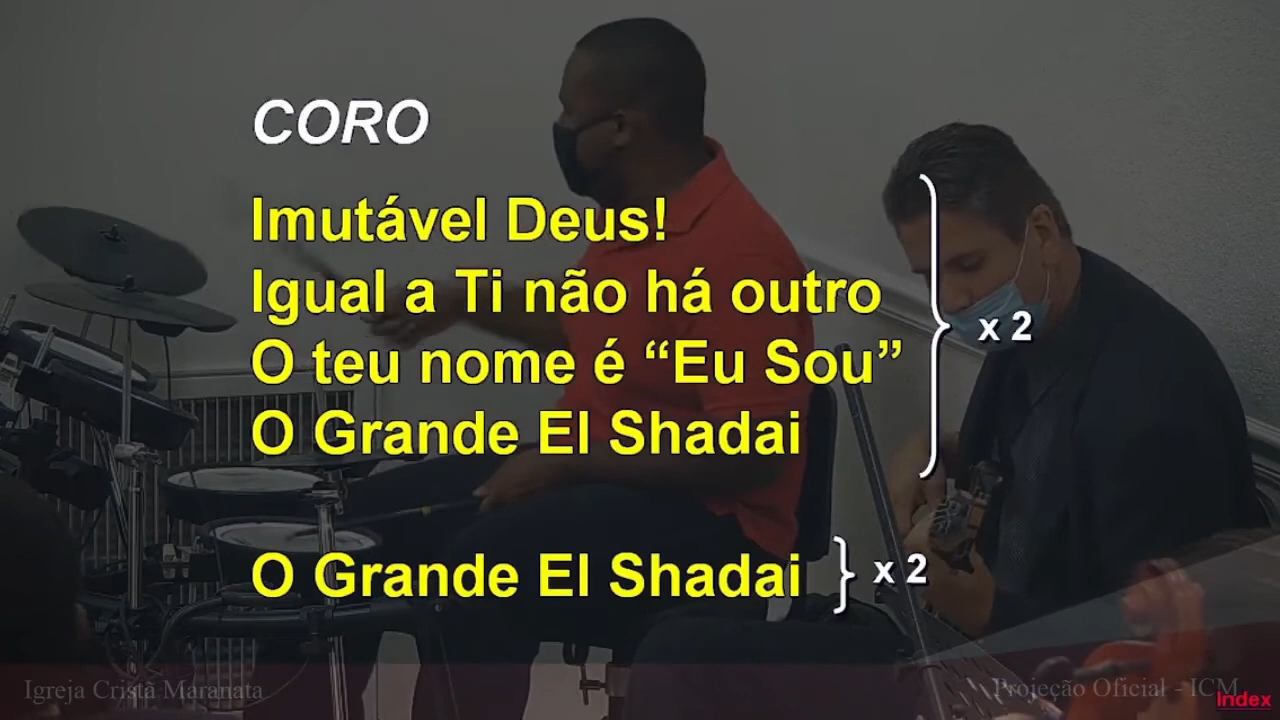 CORO
Imutável Deus!
Igual a Ti não há outro
O teu nome é “Eu Sou”
O Grande El Shadai
x 2
O Grande El Shadai
x 2
Igreja Cristã Maranata
Projeção Oficial - ICM
Index